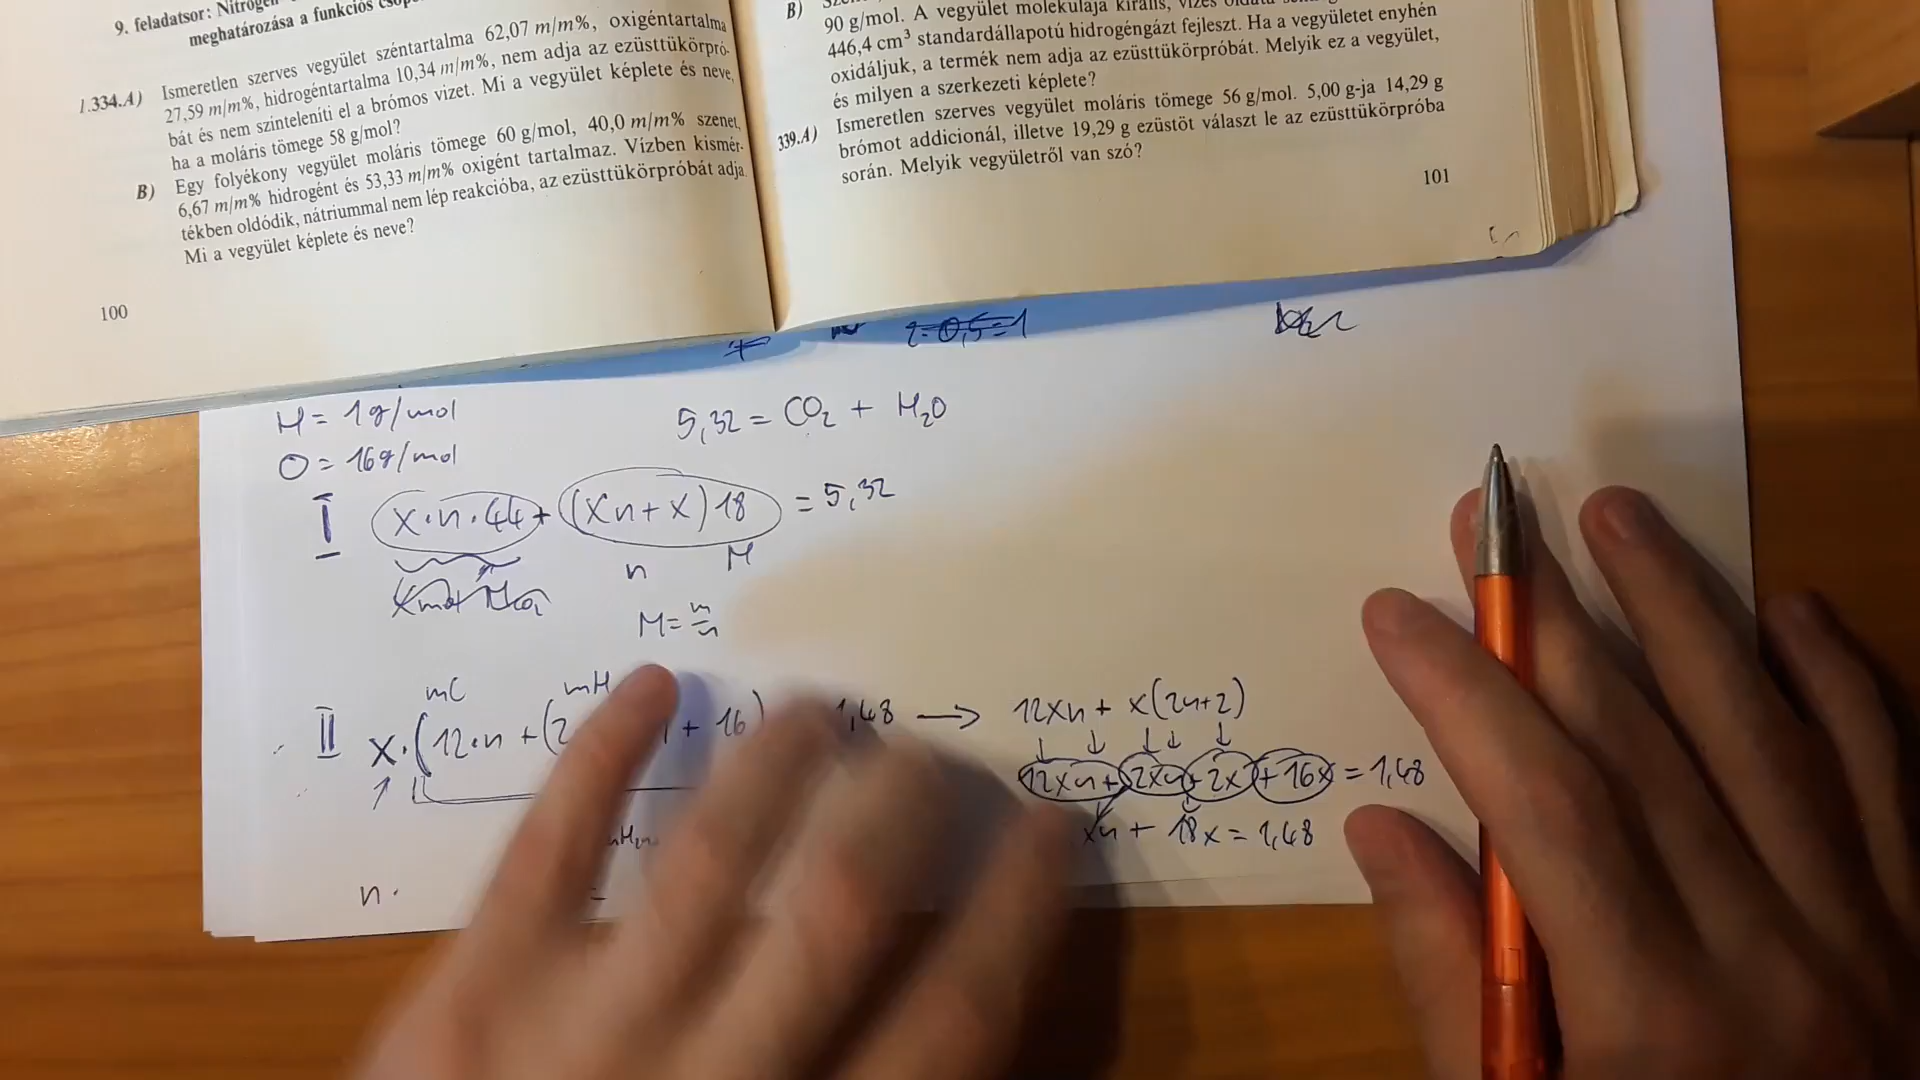 9. feladatsor: Nitrogén
meghatározása a funkciós
1.334.A) Ismeretlen szerves vegyület széntartalma 62,07 m/m%, oxigéntartalma
27,59 m/m%, hidrogéntartalma 10,34 m/m%, nem adja az ezüsttükörpró-
bát és nem színteleníti el a brómos vizet. Mi a vegyület képlete és neve,
ha a moláris tömege 58 g/mol?
B) Egy folyékony vegyület moláris tömege 60 g/mol, 40,0 m/m% szenet,
6,67 m/m% hidrogént és 53,33 m/m% oxigént tartalmaz. Vízben kismér-
tékben oldódik, nátriummal nem lép reakcióba, az ezüsttükörpróbát adja.
Mi a vegyület képlete és neve?
100
B)
90 g/mol. A vegyület molekulája királis, vizes oldata
446,4 cm³ standardállapotú hidrogéngázt fejleszt. Ha a vegyületet enyhén
oxidáljuk, a termék nem adja az ezüsttükörpróbát. Melyik ez a vegyület,
és milyen a szerkezeti képlete?
339.A) Ismeretlen szerves vegyület moláris tömege 56 g/mol. 5,00 g-ja 14,29 g
brómot addicionál, illetve 19,29 g ezüstöt választ le az ezüsttükörpróba
során. Melyik vegyületről van szó?
101
H = 1g/mol
O = 16g/mol
5,32 = CO₂ + H₂O
I x·n·44 + (xn+x)18 = 5,32
n M
M = m/n
mC mH
II x·(12·n + (2 + 16) 1,48 → 12xn + x(2n+2)
12xn + 2xn + 2x + 16x = 1,48
xn + 18x = 1,48
n·
=